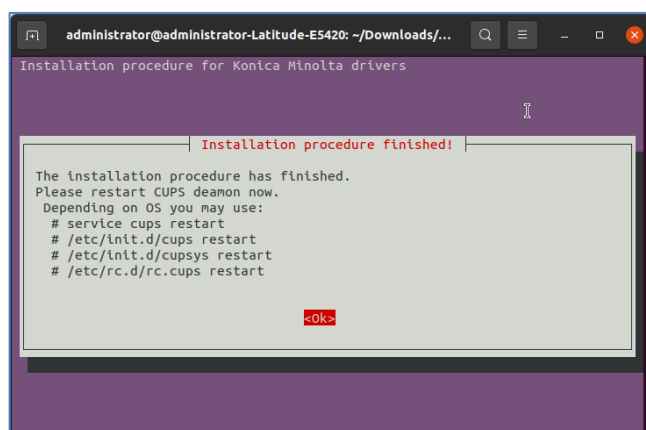 administrator@administrator-Latitude-E5420: ~/Downloads/...
Installation procedure for Konica Minolta drivers
Installation procedure finished!
The installation procedure has finished.
Please restart CUPS deamon now.
Depending on OS you may use:
# service cups restart
# /etc/init.d/cups restart
# /etc/init.d/cupsys restart
# /etc/rc.d/rc.cups restart
<Ok>